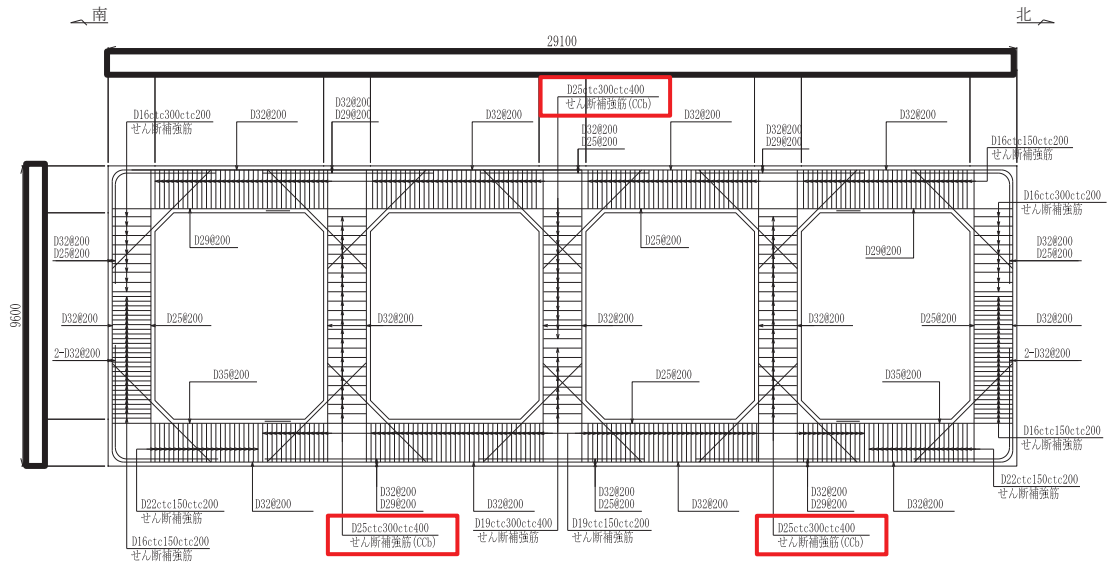 南
北
29100
D25ctc300ctc400
せん断補強筋(CCb)
D32@200
D29@200
D16ctc300ctc200
せん断補強筋
D32@200
D32@200
D32@200
D25@200
D32@200
D32@200
D29@200
D32@200
D16ctc150ctc200
せん断補強筋
D16ctc300ctc200
せん断補強筋
D29@200
D25@200
D29@200
D32@200
D25@200
D32@200
D25@200
9600
D32@200
D25@200
D32@200
D32@200
D32@200
D25@200
D32@200
2-D32@200
2-D32@200
D35@200
D25@200
D35@200
D16ctc150ctc200
せん断補強筋
D22ctc150ctc200
せん断補強筋
D22ctc150ctc200
せん断補強筋
D32@200
D32@200
D29@200
D32@200
D32@200
D25@200
D32@200
D32@200
D29@200
D32@200
D25ctc300ctc400
せん断補強筋(CCb)
D19ctc300ctc400
せん断補強筋
D19ctc150ctc200
せん断補強筋
D25ctc300ctc400
せん断補強筋(CCb)
D16ctc150ctc200
せん断補強筋